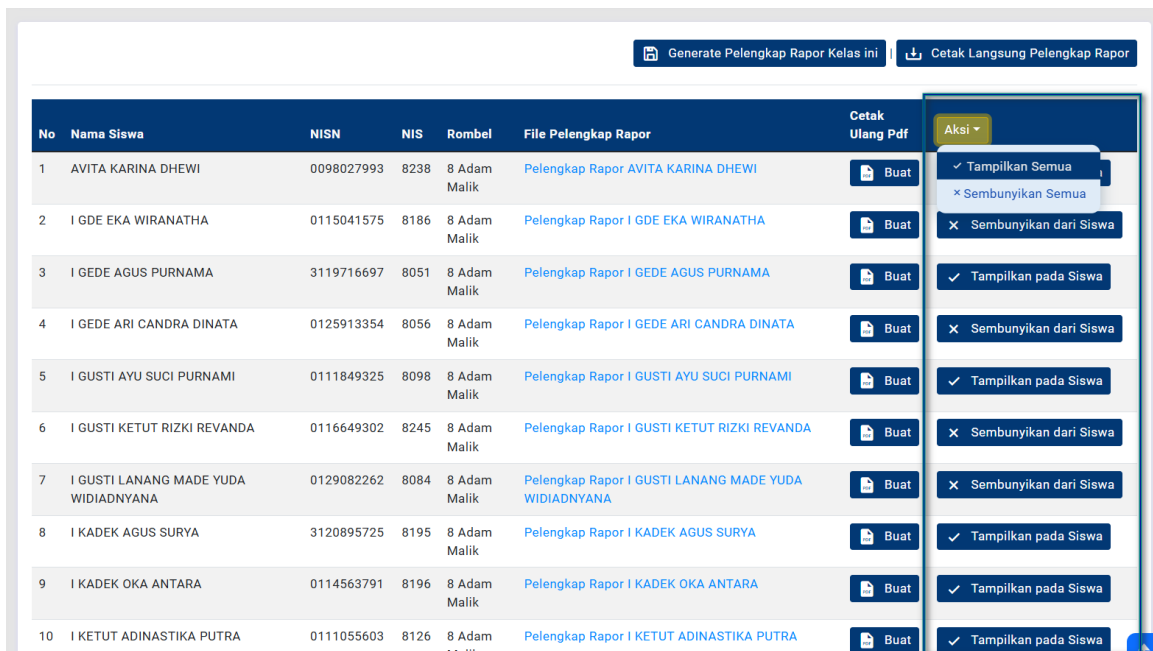 Generate Pelengkap Rapor Kelas ini | Cetak Langsung Pelengkap Rapor
No Nama Siswa NISN NIS Rombel File Pelengkap Rapor Cetak Ulang Pdf Aksi
1 AVITA KARINA DHEWI 0098027993 8238 8 Adam Malik Pelengkap Rapor AVITA KARINA DHEWI Buat
✓ Tampilkan Semua
× Sembunyikan Semua
2 I GDE EKA WIRANATHA 0115041575 8186 8 Adam Malik Pelengkap Rapor I GDE EKA WIRANATHA Buat × Sembunyikan dari Siswa
3 I GEDE AGUS PURNAMA 3119716697 8051 8 Adam Malik Pelengkap Rapor I GEDE AGUS PURNAMA Buat ✓ Tampilkan pada Siswa
4 I GEDE ARI CANDRA DINATA 0125913354 8056 8 Adam Malik Pelengkap Rapor I GEDE ARI CANDRA DINATA Buat × Sembunyikan dari Siswa
5 I GUSTI AYU SUCI PURNAMI 0111849325 8098 8 Adam Malik Pelengkap Rapor I GUSTI AYU SUCI PURNAMI Buat ✓ Tampilkan pada Siswa
6 I GUSTI KETUT RIZKI REVANDA 0116649302 8245 8 Adam Malik Pelengkap Rapor I GUSTI KETUT RIZKI REVANDA Buat × Sembunyikan dari Siswa
7 I GUSTI LANANG MADE YUDA WIDIADNYANA 0129082262 8084 8 Adam Malik Pelengkap Rapor I GUSTI LANANG MADE YUDA WIDIADNYANA Buat × Sembunyikan dari Siswa
8 I KADEK AGUS SURYA 3120895725 8195 8 Adam Malik Pelengkap Rapor I KADEK AGUS SURYA Buat ✓ Tampilkan pada Siswa
9 I KADEK OKA ANTARA 0114563791 8196 8 Adam Malik Pelengkap Rapor I KADEK OKA ANTARA Buat ✓ Tampilkan pada Siswa
10 I KETUT ADINASTIKA PUTRA 0111055603 8126 8 Adam Pelengkap Rapor I KETUT ADINASTIKA PUTRA Buat ✓ Tampilkan pada Siswa